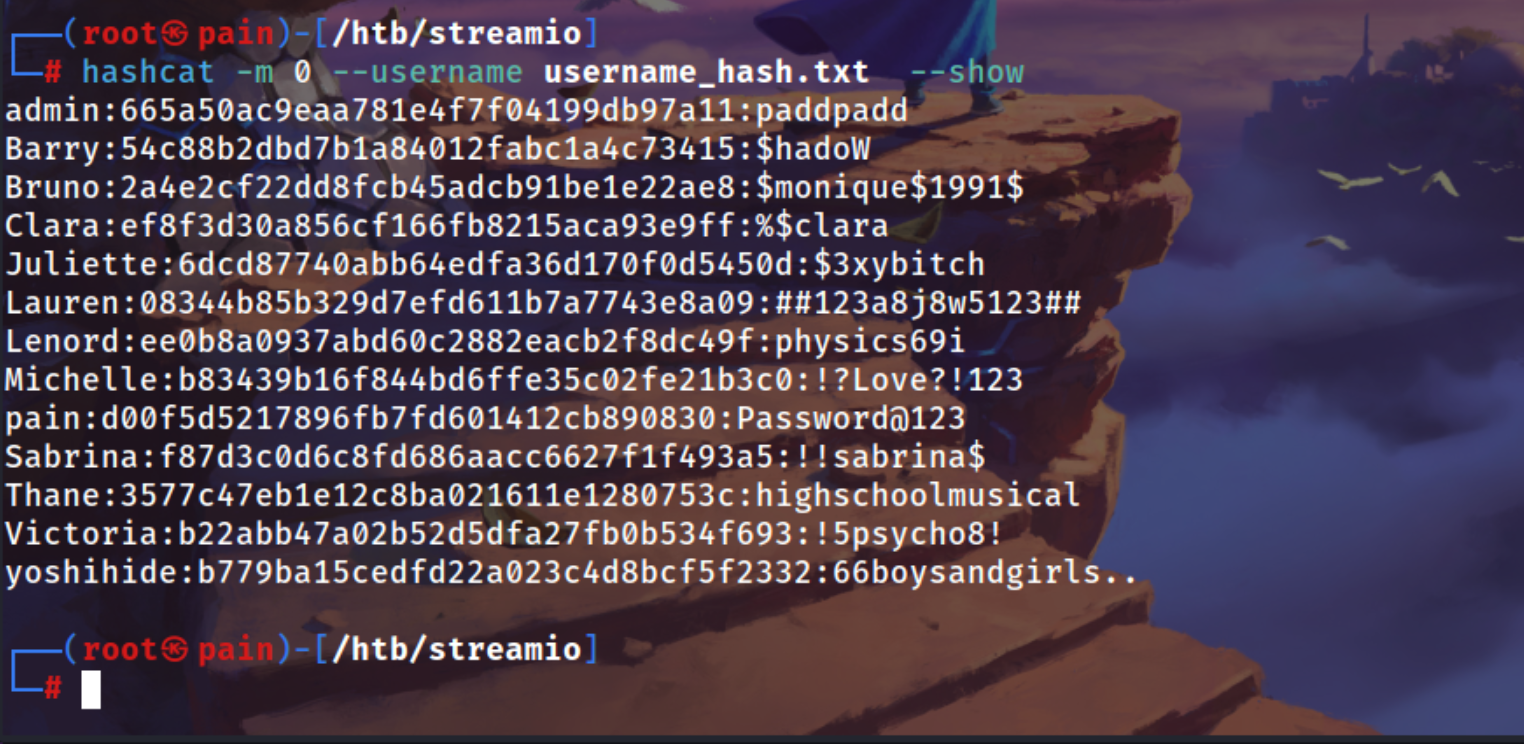 (root㉿pain)-[/htb/streamio]
# hashcat -m 0 --username username_hash.txt --show
admin:665a50ac9eaa781e4f7f04199db97a11:paddpadd
Barry:54c88b2dbd7b1a84012fabc1a4c73415:$hadoW
Bruno:2a4e2cf22dd8fcb45adcb91be1e22ae8:$monique$1991$
Clara:ef8f3d30a856cf166fb8215aca93e9ff:%$clara
Juliette:6dcd87740abb64edfa36d170f0d5450d:$3xybitch
Lauren:08344b85b329d7efd611b7a7743e8a09:##123a8j8w5123##
Lenord:ee0b8a0937abd60c2882eacb2f8dc49f:physics69i
Michelle:b83439b16f844bd6ffe35c02fe21b3c0:!?Love?!123
pain:d00f5d5217896fb7fd601412cb890830:Password@123
Sabrina:f87d3c0d6c8fd686aacc6627f1f493a5:!!sabrina$
Thane:3577c47eb1e12c8ba021611e1280753c:highschoolmusical
Victoria:b22abb47a02b52d5dfa27fb0b534f693:!5psycho8!
yoshihide:b779ba15cedfd22a023c4d8bcf5f2332:66boysandgirls..
(root㉿pain)-[/htb/streamio]
#